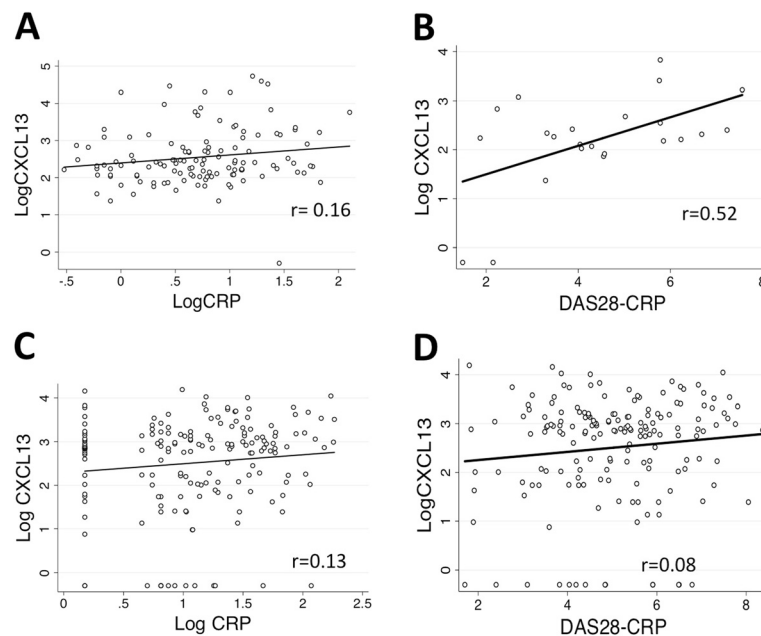 A
LogCXCL13
5
4
3
2
1
0
r= 0.16
-.5 0 .5 1 1.5 2
LogCRP
B
Log CXCL13
4
3
2
1
0
r=0.52
2 4 6 8
DAS28-CRP
C
Log CXCL13
4
3
2
1
0
r=0.13
0 .5 1 1.5 2 2.5
Log CRP
D
LogCXCL13
4
3
2
1
0
r=0.08
2 4 6 8
DAS28-CRP